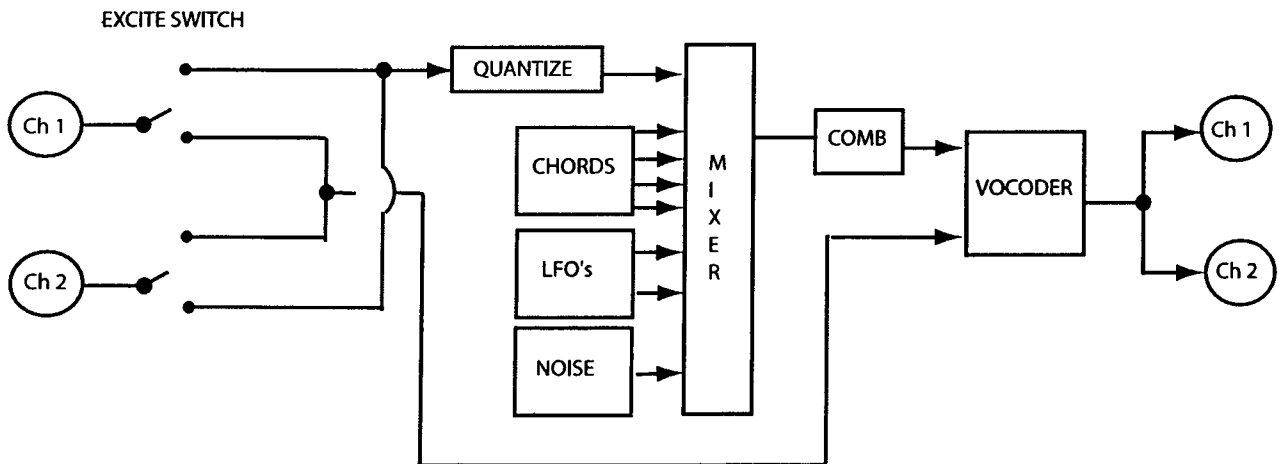 EXCITE SWITCH
QUANTIZE
Ch 1
Ch 2
CHORDS
LFO's
NOISE
M
I
X
E
R
COMB
VOCODER
Ch 1
Ch 2